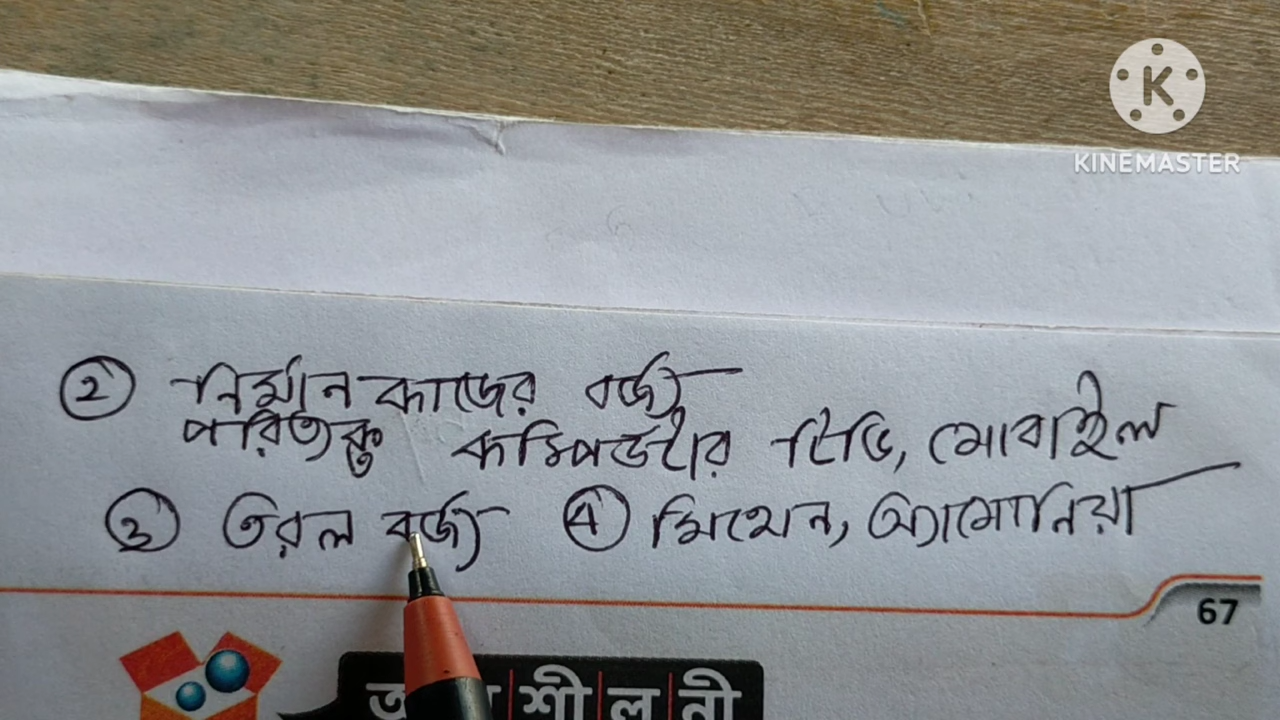 K
KINEMASTER
② নির্মান কাজের বর্জ্য
পরিত্যক্ত কম্পিউটার টিভি, মোবাইল
③ তরল বর্জ্য ④ মিথেন, অ্যামোনিয়া
67
শীলনী